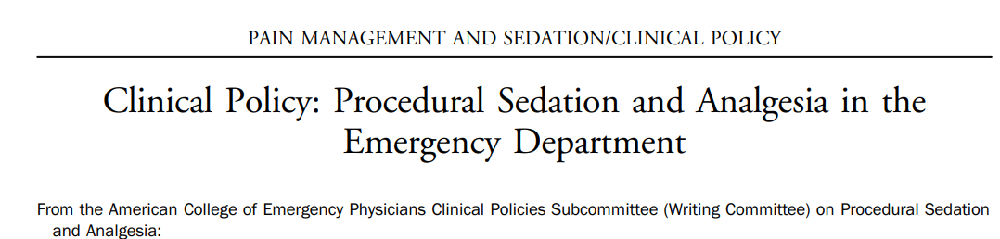 PAIN MANAGEMENT AND SEDATION/CLINICAL POLICY
Clinical Policy: Procedural Sedation and Analgesia in the
Emergency Department
From the American College of Emergency Physicians Clinical Policies Subcommittee (Writing Committee) on Procedural Sedation
and Analgesia: